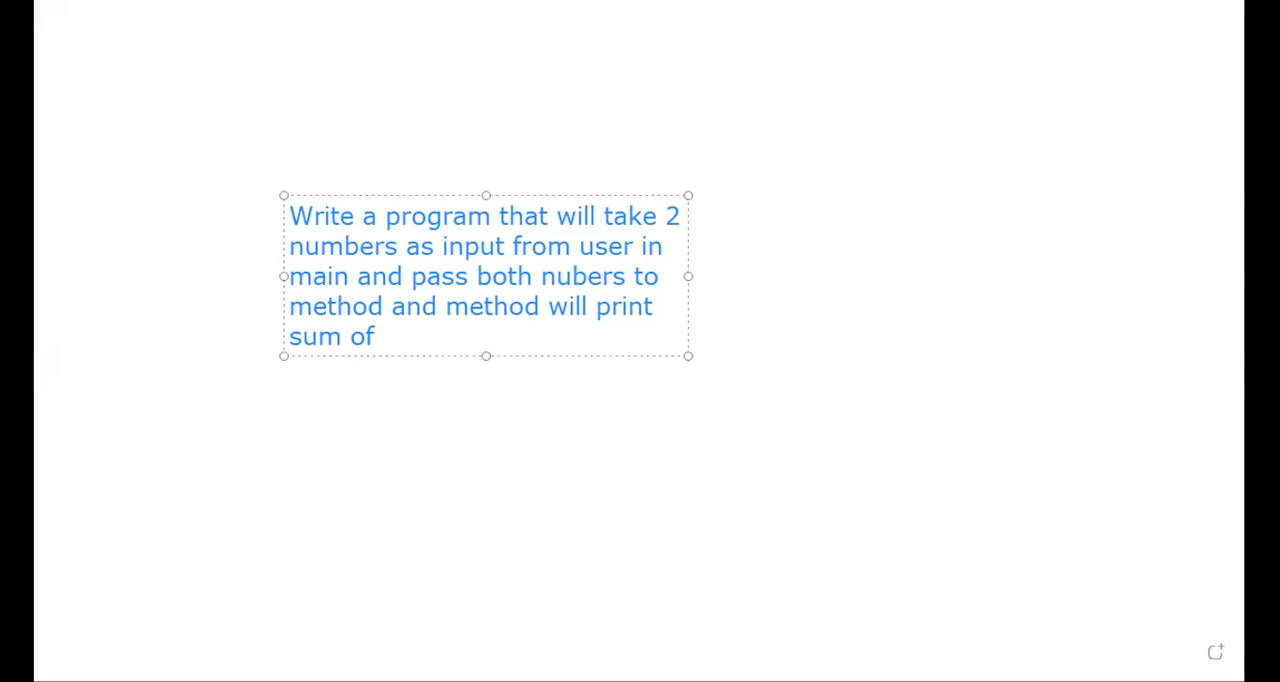 Write a program that will take 2
numbers as input from user in
main and pass both nubers to
method and method will print
sum of